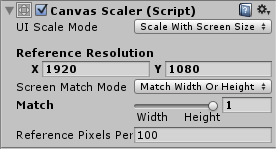 Canvas Scaler (Script)
UI Scale Mode Scale With Screen Size
Reference Resolution
X 1920 Y 1080
Screen Match Mode Match Width Or Height
Match 1
Width Height
Reference Pixels Per 100